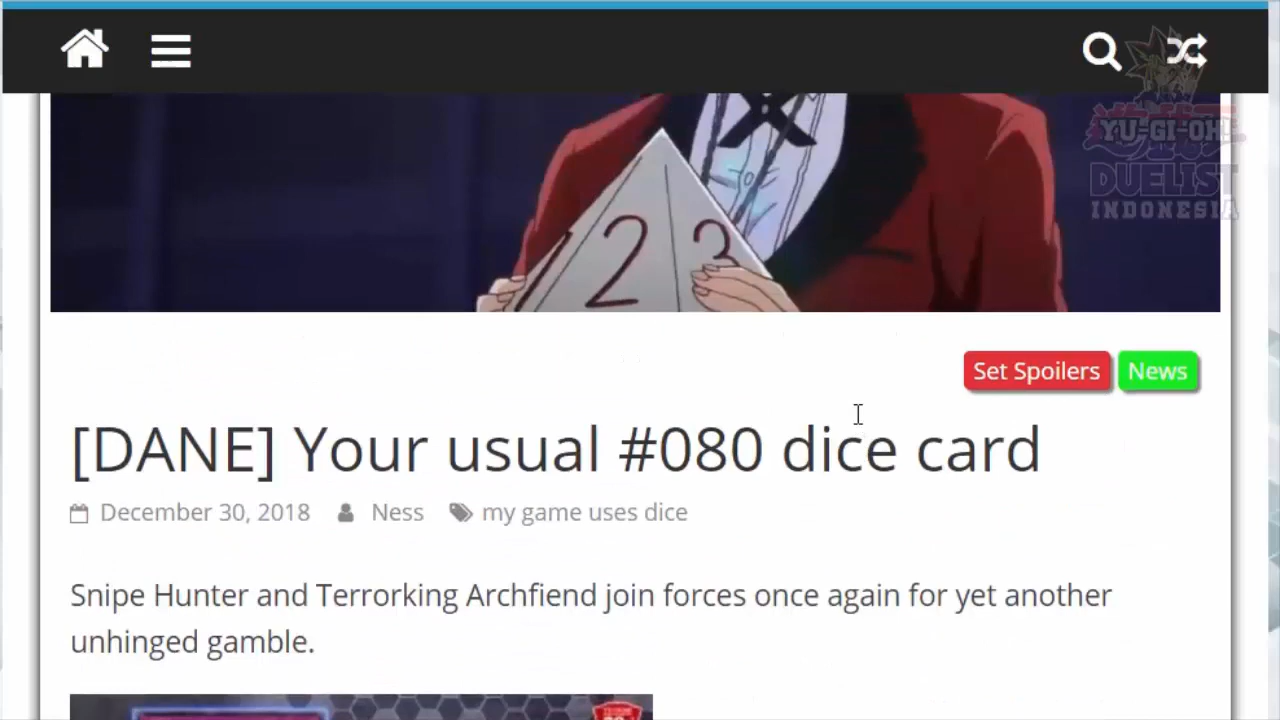 YU-GI-OH!
DUELIST
INDONESIA
2 3
Set Spoilers News
[DANE] Your usual #080 dice card
December 30, 2018 Ness my game uses dice
Snipe Hunter and Terrorking Archfiend join forces once again for yet another
unhinged gamble.